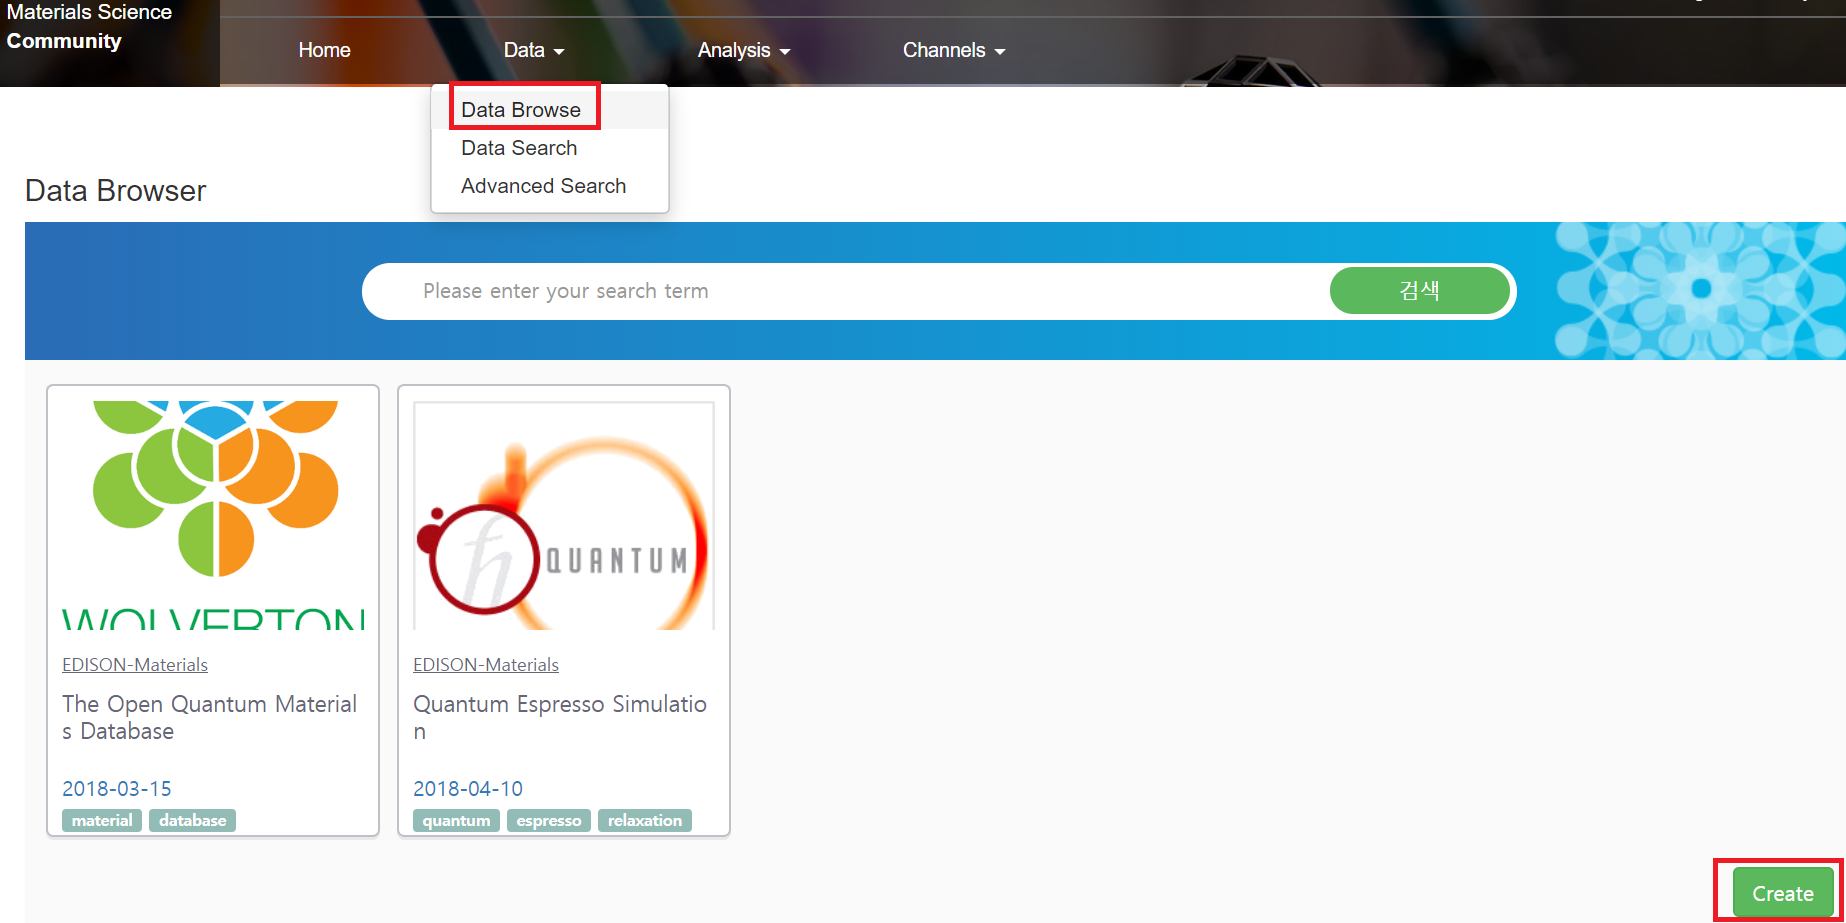 Materials Science
Community
Home
Data
Analysis
Channels
Data Browse
Data Search
Advanced Search
Data Browser
Please enter your search term
검색
WOLVERTON
ħ QUANTUM
EDISON-Materials
The Open Quantum Material
s Database
2018-03-15
material database
EDISON-Materials
Quantum Espresso Simulatio
n
2018-04-10
quantum espresso relaxation
Create